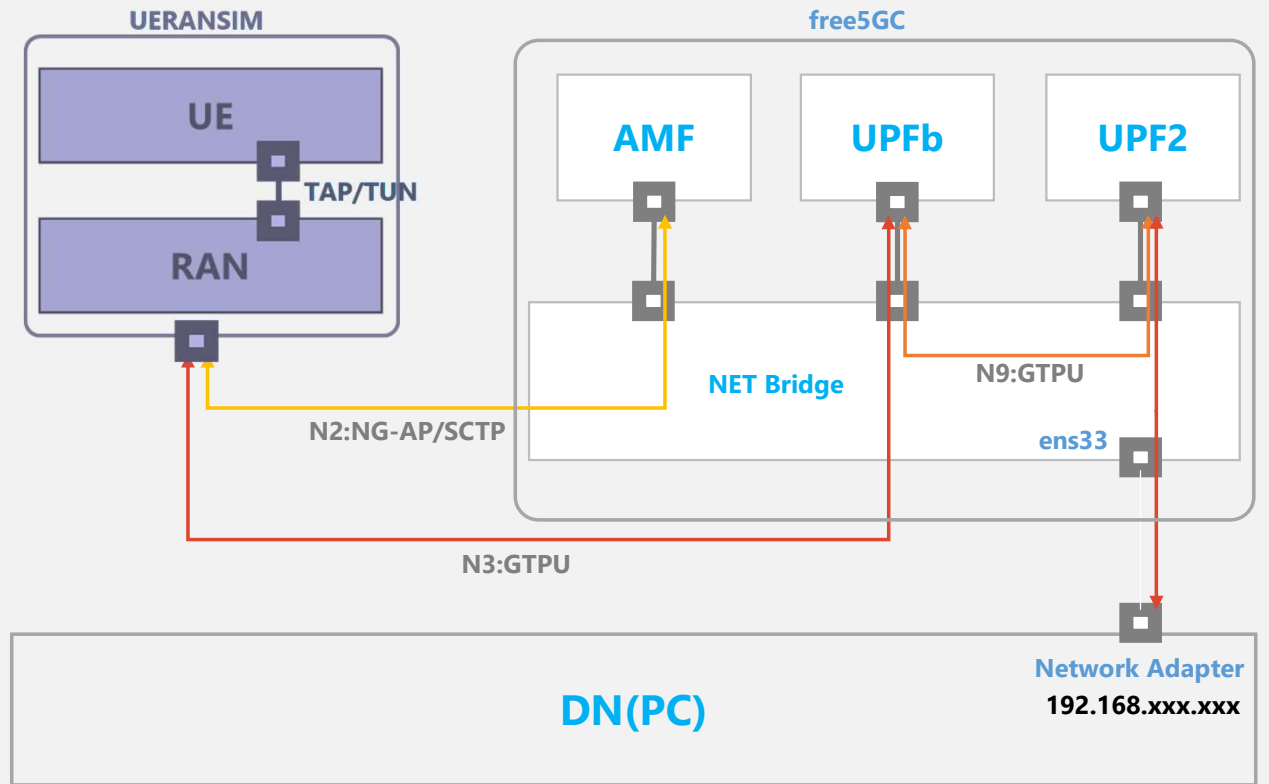 UERANSIM
free5GC
UE
TAP/TUN
RAN
AMF
UPFb
UPF2
NET Bridge
N9:GTPU
N2:NG-AP/SCTP
ens33
N3:GTPU
Network Adapter
192.168.xxx.xxx
DN(PC)